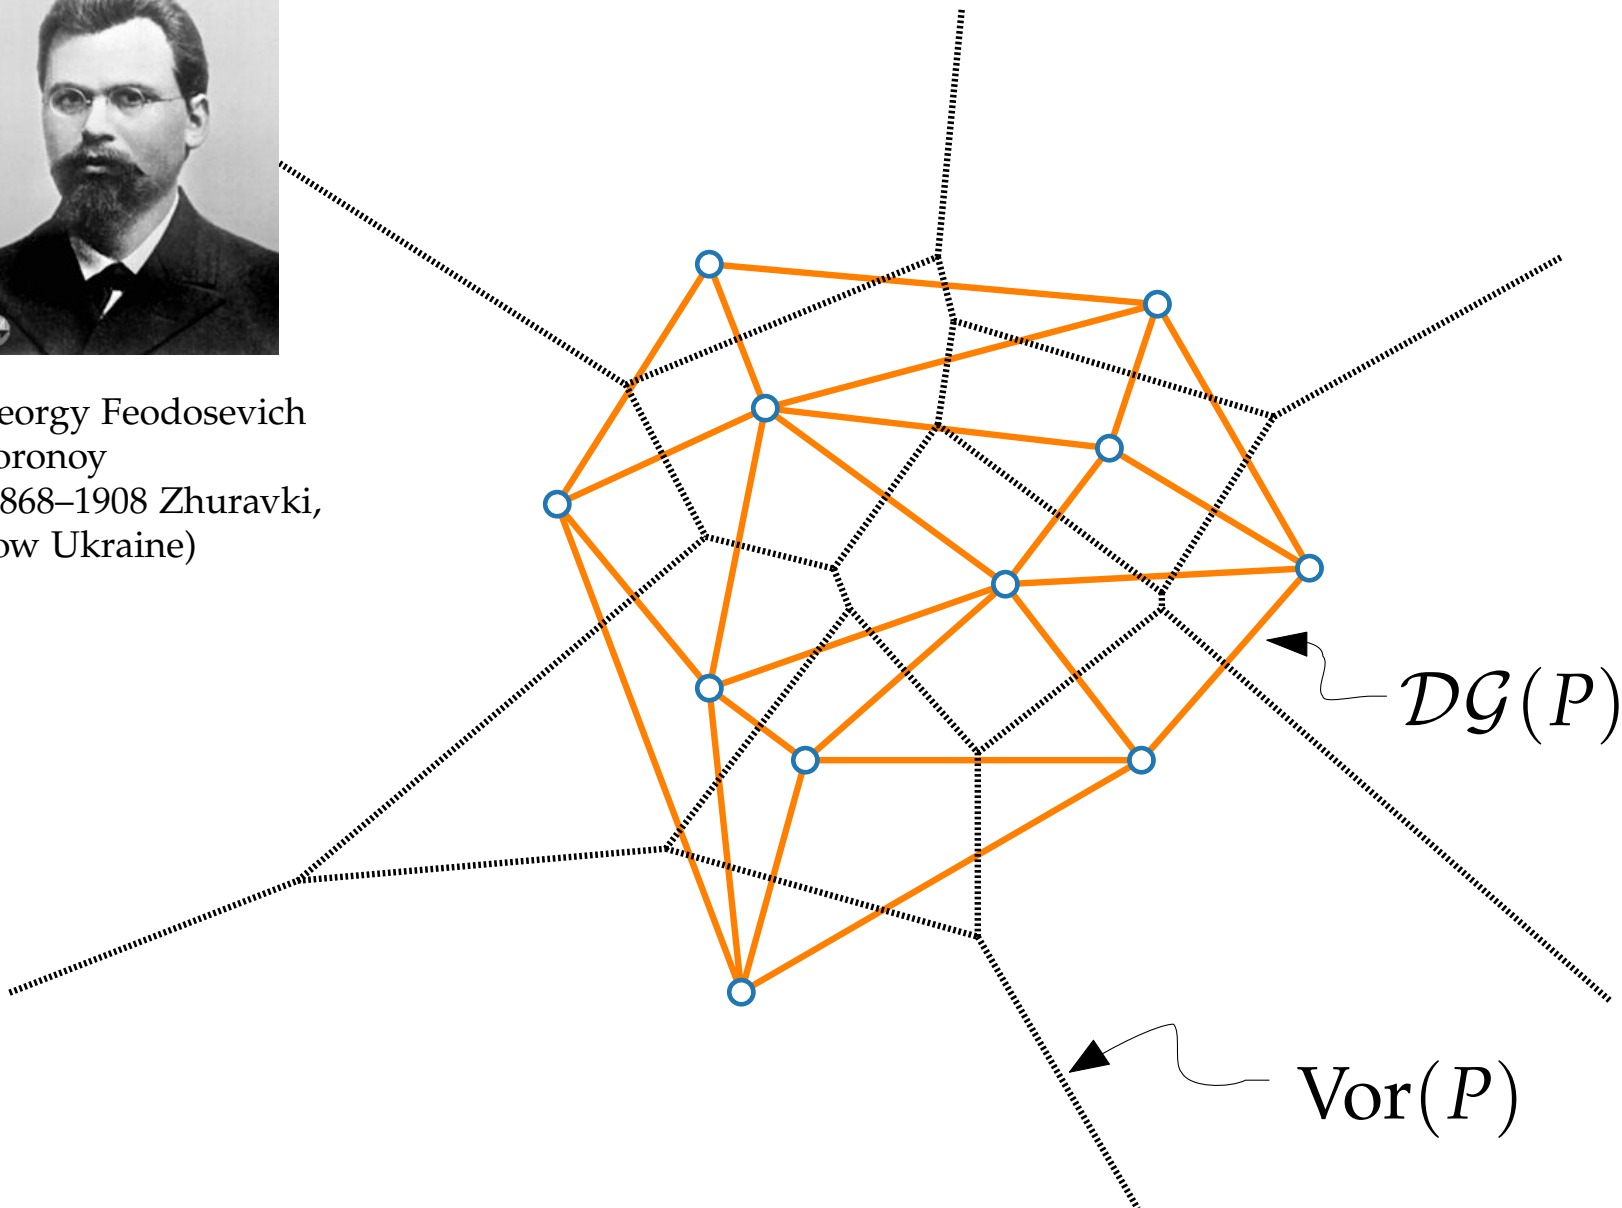 eorgy Feodosevich
oronoy
868–1908 Zhuravki,
ow Ukraine)
𝒟𝒢(P)
Vor(P)